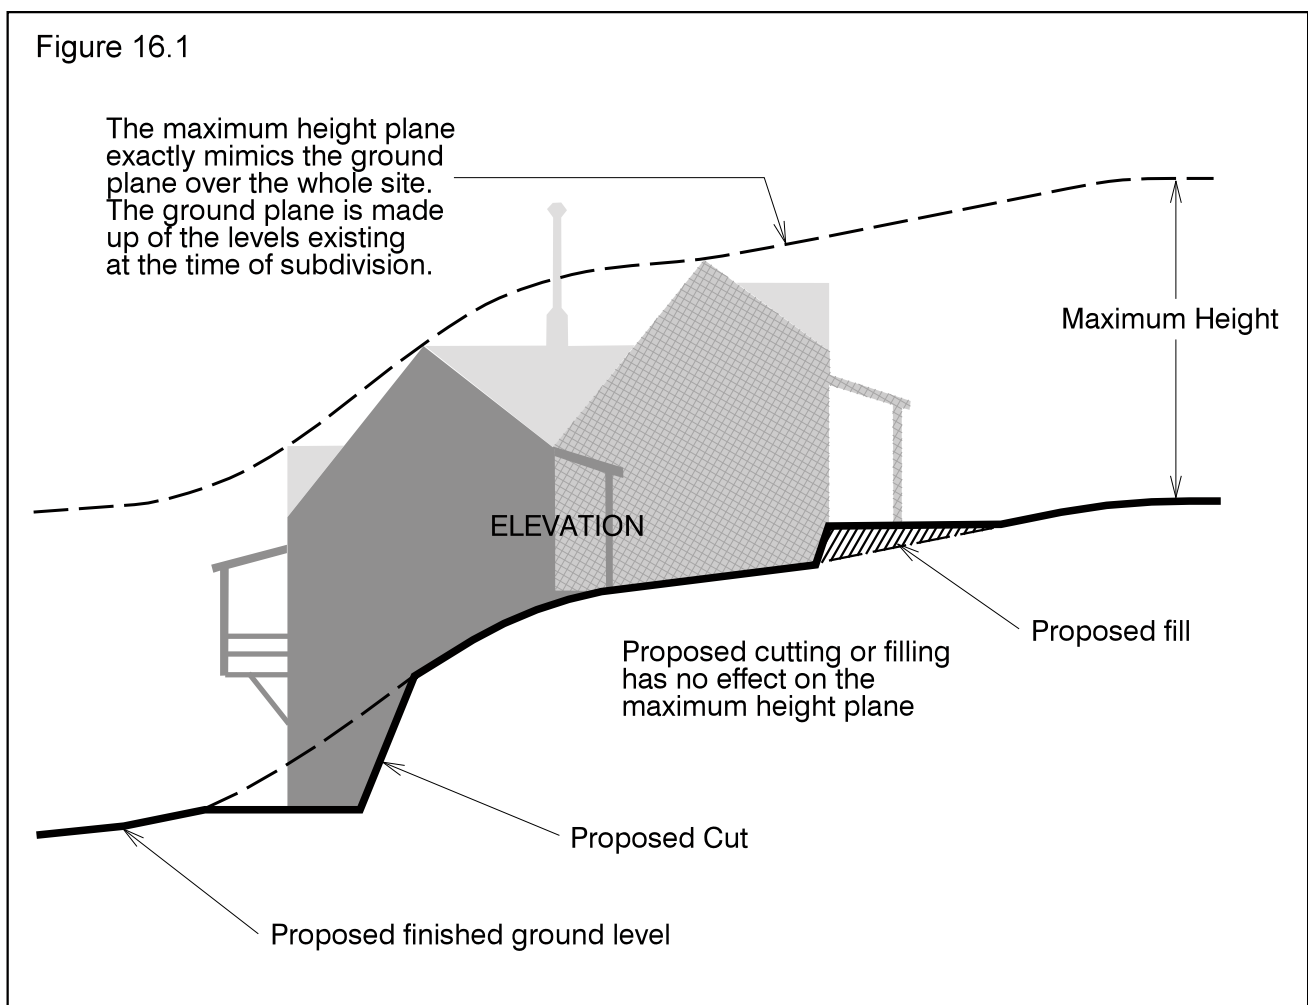 Figure 16.1
The maximum height plane
exactly mimics the ground
plane over the whole site.
The ground plane is made
up of the levels existing
at the time of subdivision.
Maximum Height
ELEVATION
Proposed fill
Proposed cutting or filling
has no effect on the
maximum height plane
Proposed Cut
Proposed finished ground level